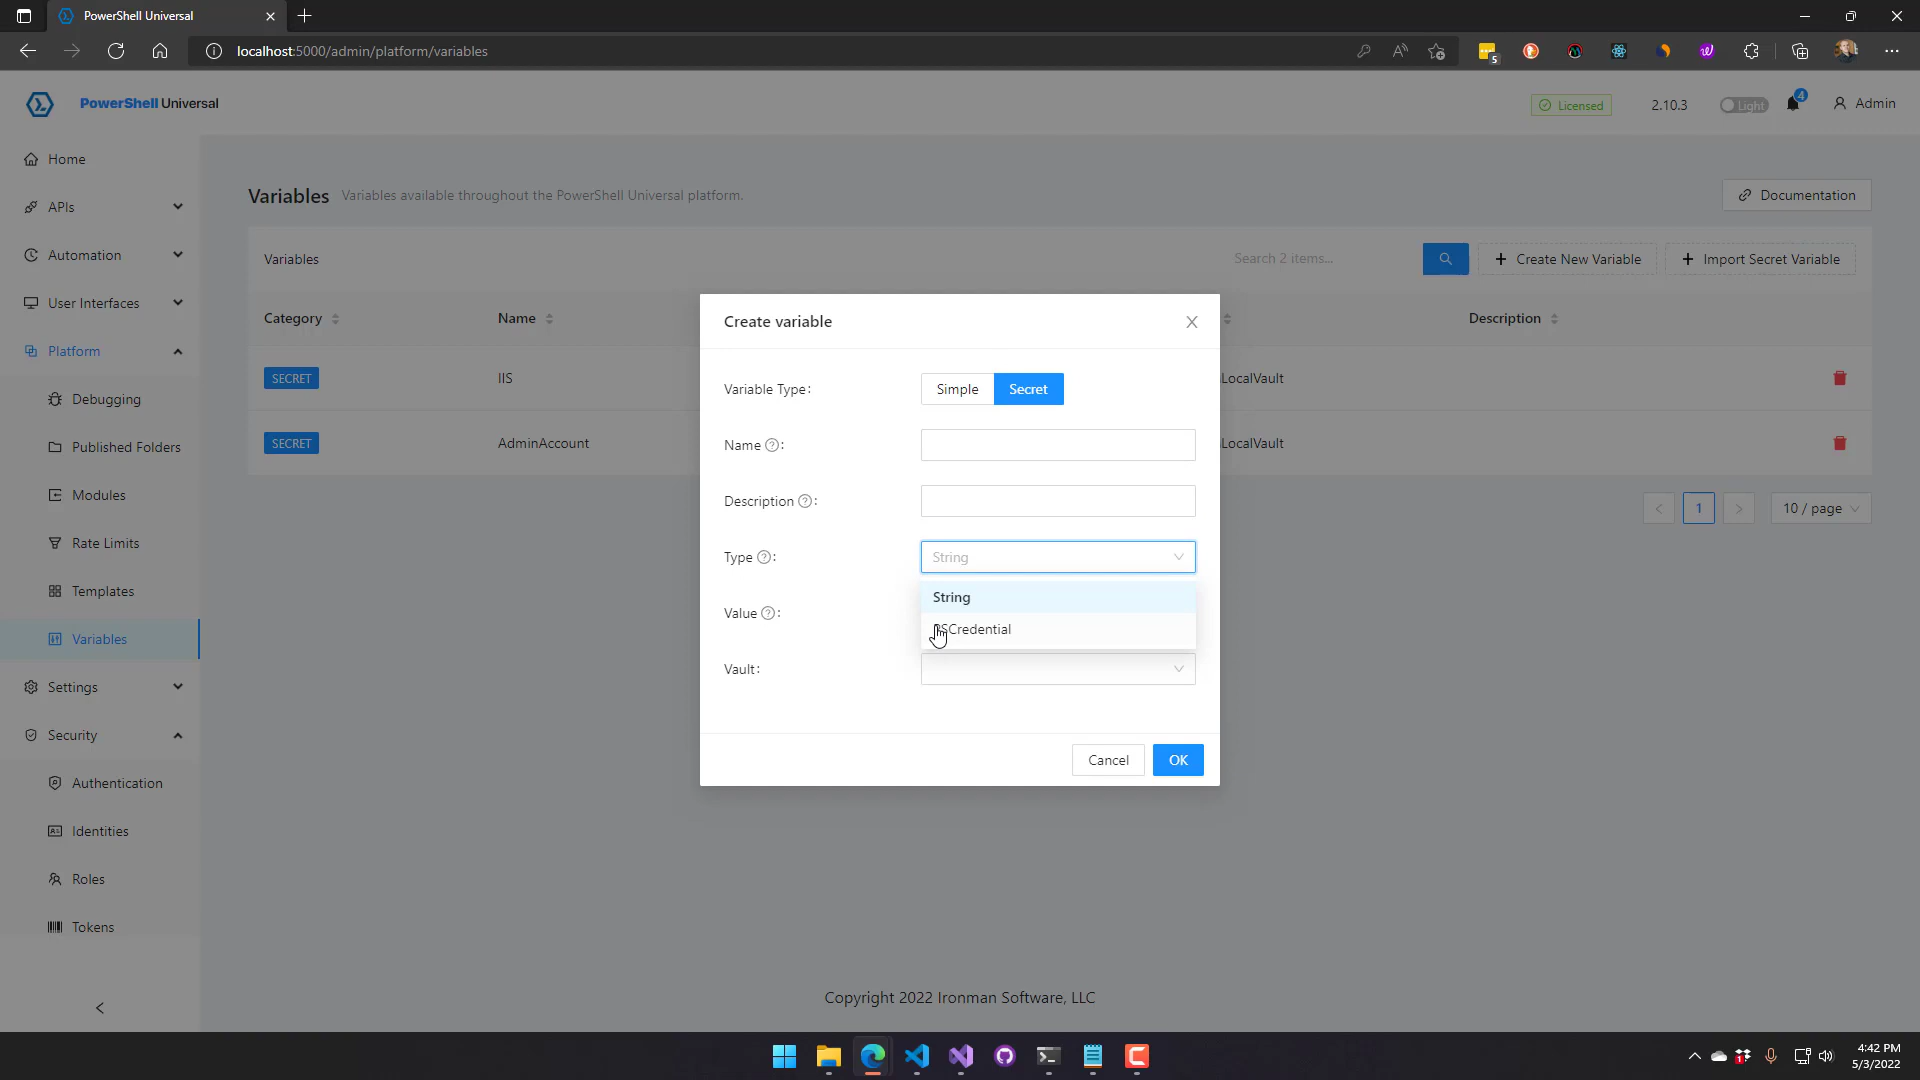 PowerShell Universal
localhost:5000/admin/platform/variables
5
PowerShell Universal
Licensed
2.10.3
Light
4
Admin
Home
APIs
Automation
User Interfaces
Platform
Debugging
Published Folders
Modules
Rate Limits
Templates
Variables
Settings
Security
Authentication
Identities
Roles
Tokens
Variables Variables available throughout the PowerShell Universal platform.
Documentation
Variables
Search 2 items...
Create New Variable
Import Secret Variable
Category
Name
Description
SECRET
IIS
LocalVault
SECRET
AdminAccount
LocalVault
1
10 / page
Create variable
Variable Type:
Simple
Secret
Name ?:
Description ?:
Type ?:
String
String
PSCredential
Value ?:
Vault:
Cancel
OK
Copyright 2022 Ironman Software, LLC
1
4:42 PM
5/3/2022